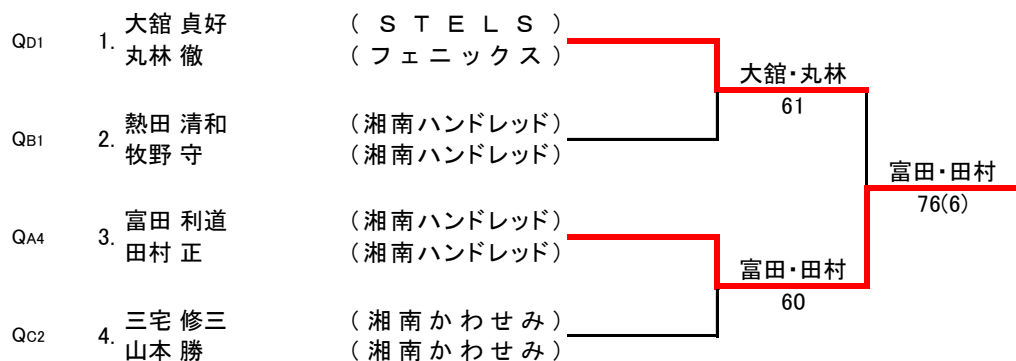 大舘 貞好 (ＳＴＥＬＳ)
QD1 1.
丸林 徹 (フェニックス)
大舘・丸林
61
熱田 清和 (湘南ハンドレッド)
QB1 2.
牧野 守 (湘南ハンドレッド)
富田・田村
76(6)
富田 利道 (湘南ハンドレッド)
QA4 3.
田村 正 (湘南ハンドレッド)
富田・田村
60
三宅 修三 (湘南かわせみ)
QC2 4.
山本 勝 (湘南かわせみ)